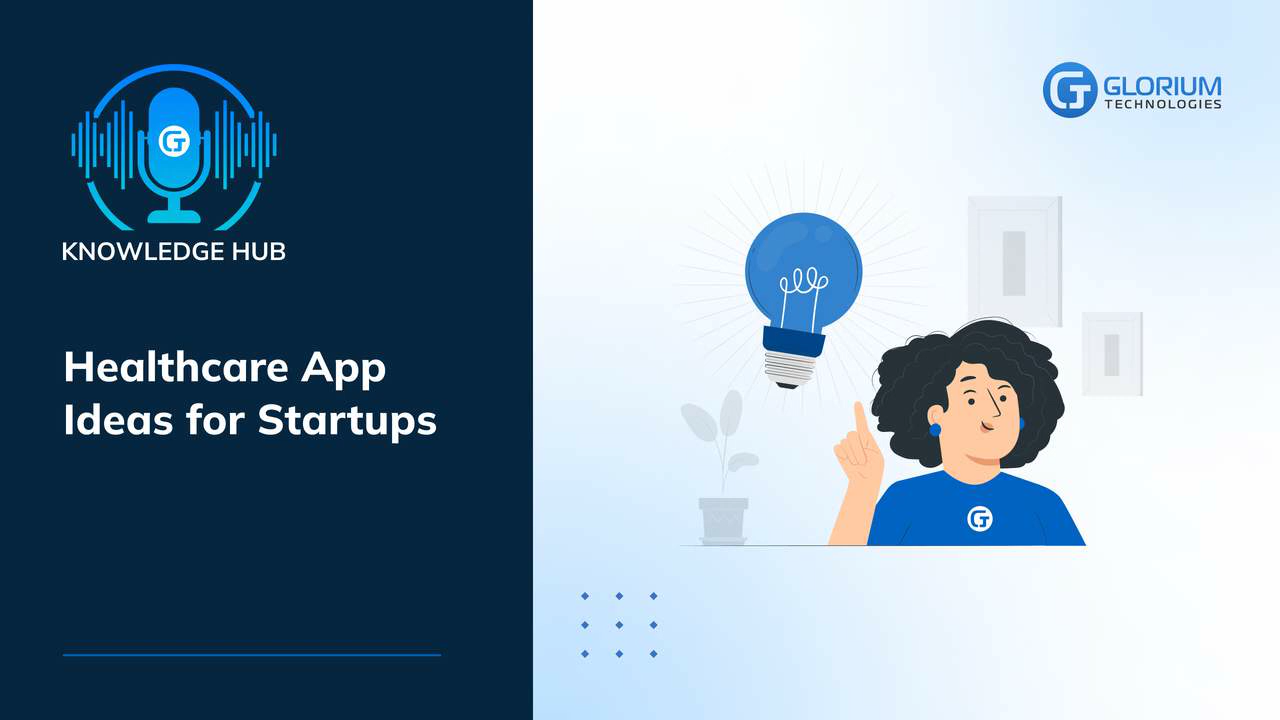 KNOWLEDGE HUB
Healthcare App
Ideas for Startups
GLORIUM
TECHNOLOGIES